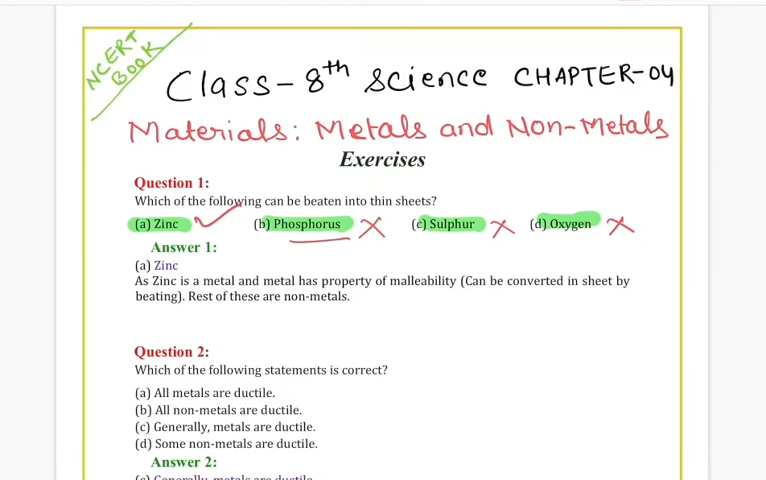 NCERT
BOOK
Class-8th Science CHAPTER-04
Materials: Metals and Non-Metals
Exercises
Question 1:
Which of the following can be beaten into thin sheets?
(a) Zinc (b) Phosphorus (c) Sulphur (d) Oxygen
Answer 1:
(a) Zinc
As Zinc is a metal and metal has property of malleability (Can be converted in sheet by
beating). Rest of these are non-metals.
Question 2:
Which of the following statements is correct?
(a) All metals are ductile.
(b) All non-metals are ductile.
(c) Generally, metals are ductile.
(d) Some non-metals are ductile.
Answer 2:
(c) Generally, metals are ductile.